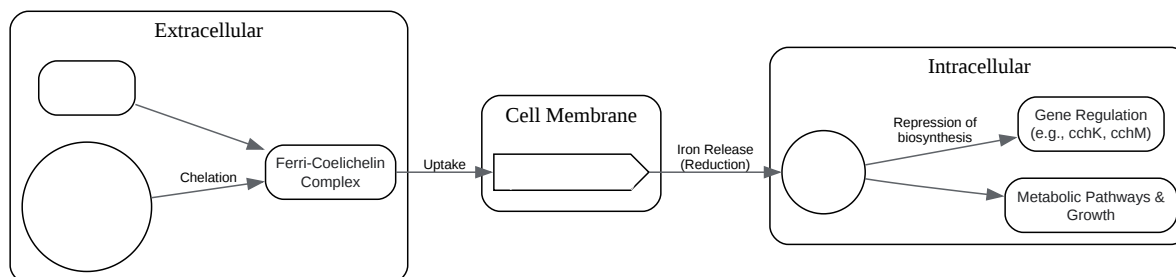 Extracellular
Chelation
Ferri-Coelichelin
Complex
Uptake
Cell Membrane
Iron Release
(Reduction)
Intracellular
Repression of
biosynthesis
Gene Regulation
(e.g., cchK, cchM)
Metabolic Pathways &
Growth